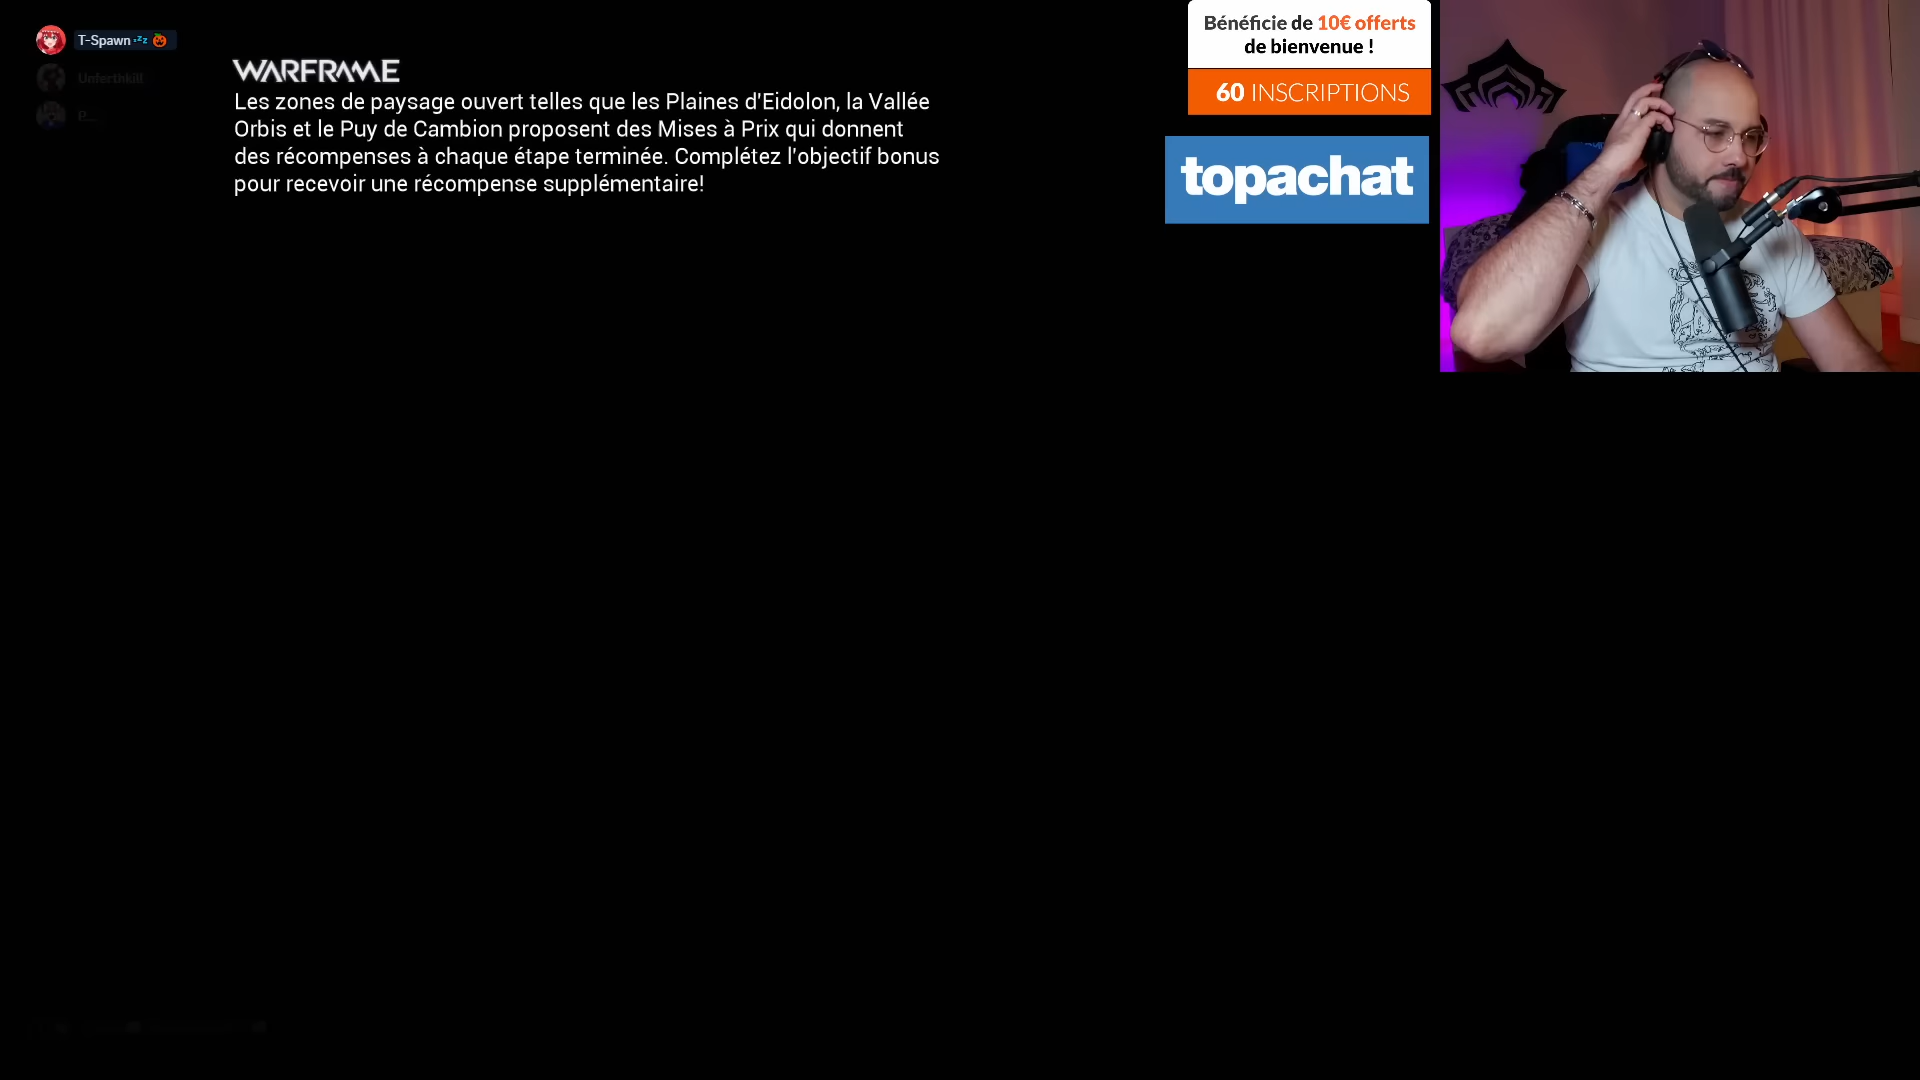 T-Spawn
Unferthkill
P...
WARFRAME
Les zones de paysage ouvert telles que les Plaines d'Eidolon, la Vallée
Orbis et le Puy de Cambion proposent des Mises à Prix qui donnent
des récompenses à chaque étape terminée. Complétez l'objectif bonus
pour recevoir une récompense supplémentaire!
Bénéficie de 10€ offerts
de bienvenue !
60 INSCRIPTIONS
topachat